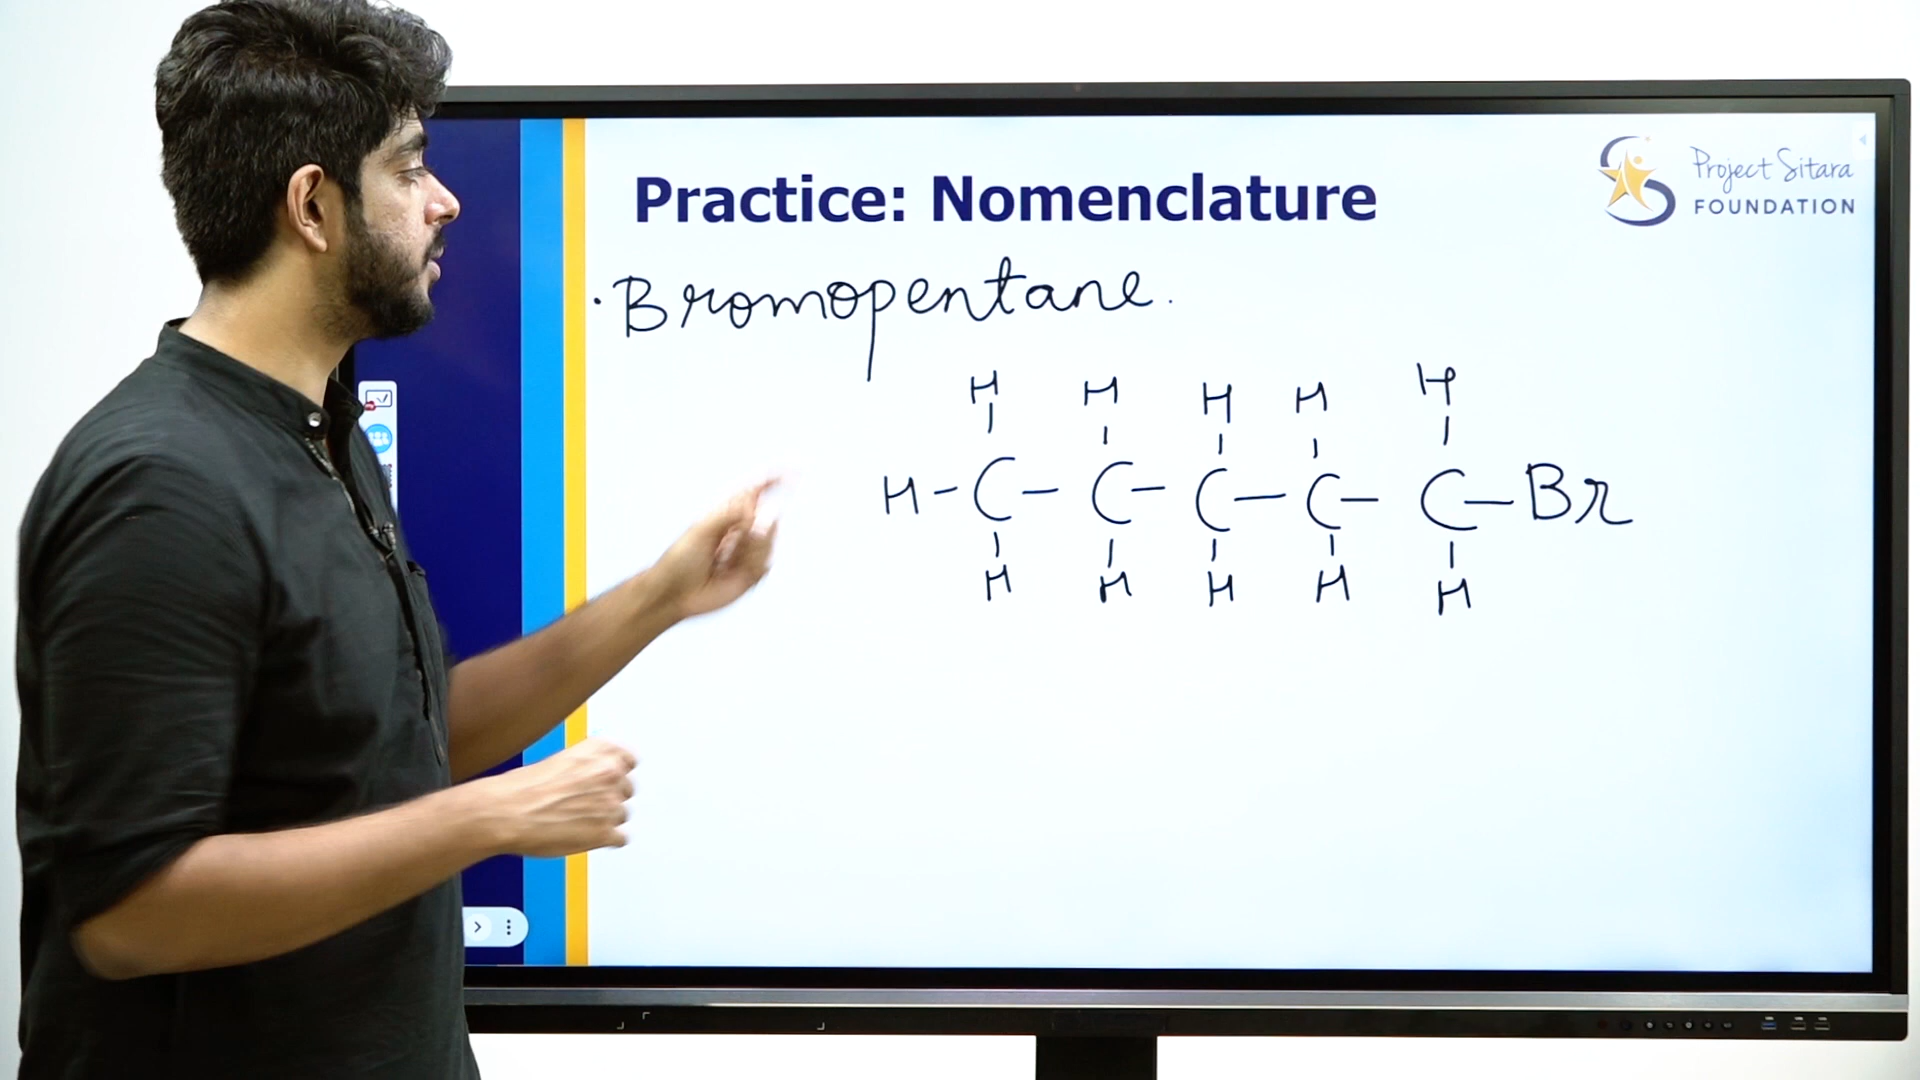 Practice: Nomenclature
Project Sitara
FOUNDATION
· Bromopentane.
H H H H H
H - C - C - C - C - C - Br
H H H H H